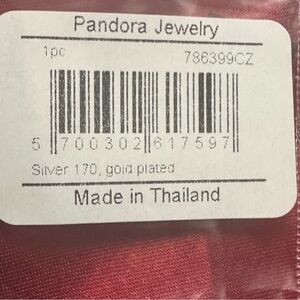 Pandora Jewelry
1pc 786399CZ
5 700302 617597
Silver 170, gold plated
Made in Thailand